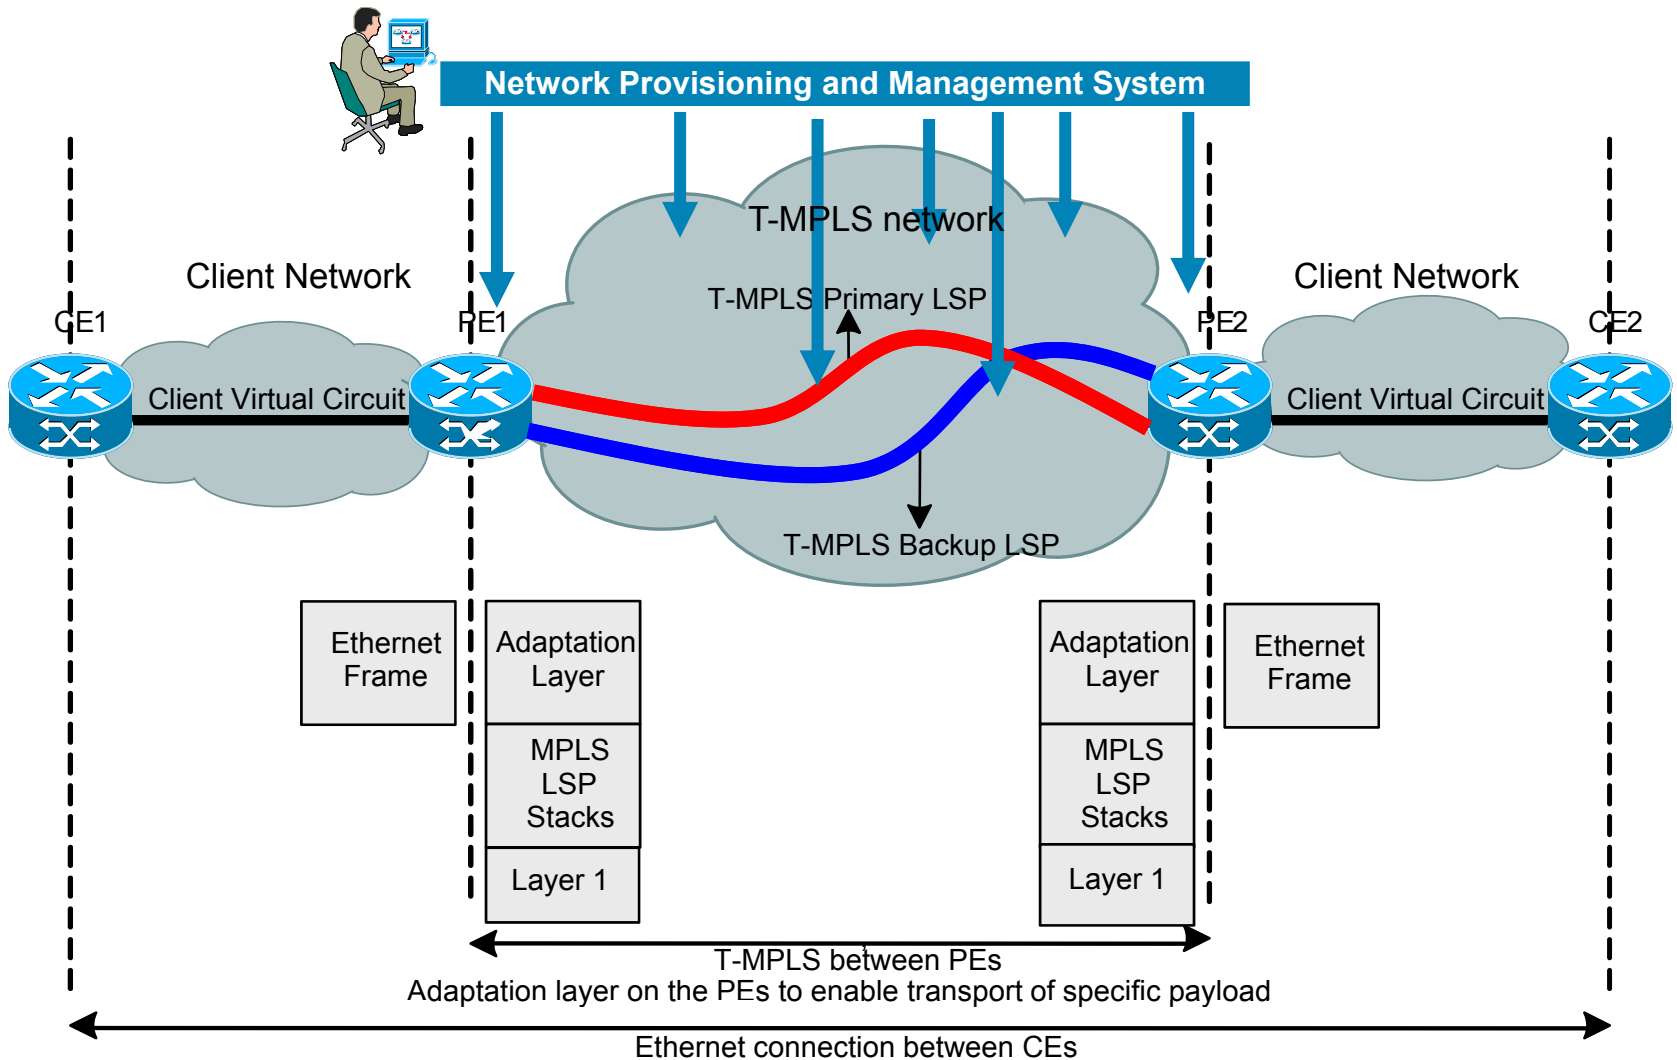 Network Provisioning and Management System
T-MPLS network
Client Network
Client Network
T-MPLS Primary LSP
CE1
PE1
PE2
CE2
Client Virtual Circuit
Client Virtual Circuit
T-MPLS Backup LSP
Ethernet
Frame
Adaptation
Layer
MPLS
LSP
Stacks
Layer 1
Adaptation
Layer
MPLS
LSP
Stacks
Layer 1
Ethernet
Frame
T-MPLS between PEs
Adaptation layer on the PEs to enable transport of specific payload
Ethernet connection between CEs